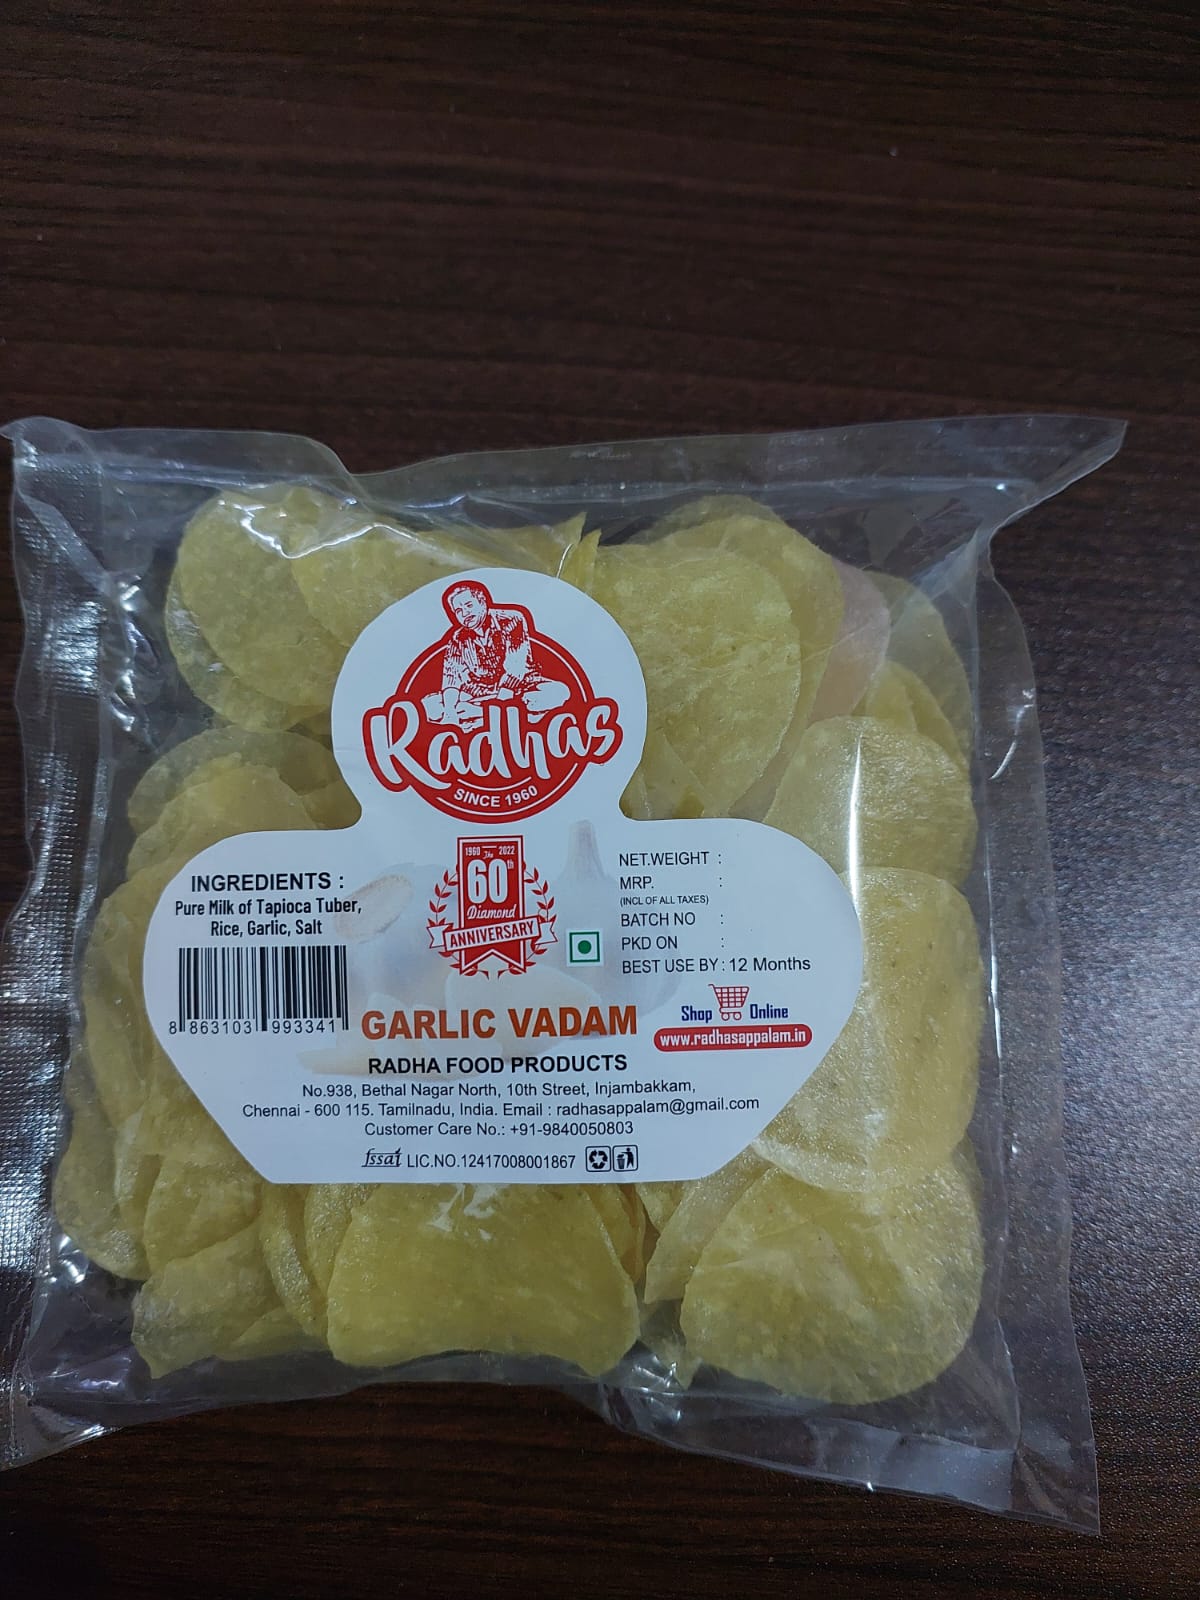 Radhas
SINCE 1960
1960 The 2022
60th
Diamond
ANNIVERSARY
INGREDIENTS :
Pure Milk of Tapioca Tuber,
Rice, Garlic, Salt
8 863103 993341
NET.WEIGHT :
MRP. :
(INCL OF ALL TAXES)
BATCH NO :
PKD ON :
BEST USE BY : 12 Months
Shop Online
www.radhasappalam.in
GARLIC VADAM
RADHA FOOD PRODUCTS
No.938, Bethal Nagar North, 10th Street, Injambakkam,
Chennai - 600 115. Tamilnadu, India. Email : radhasappalam@gmail.com
Customer Care No.: +91-9840050803
fssai LIC.NO.12417008001867